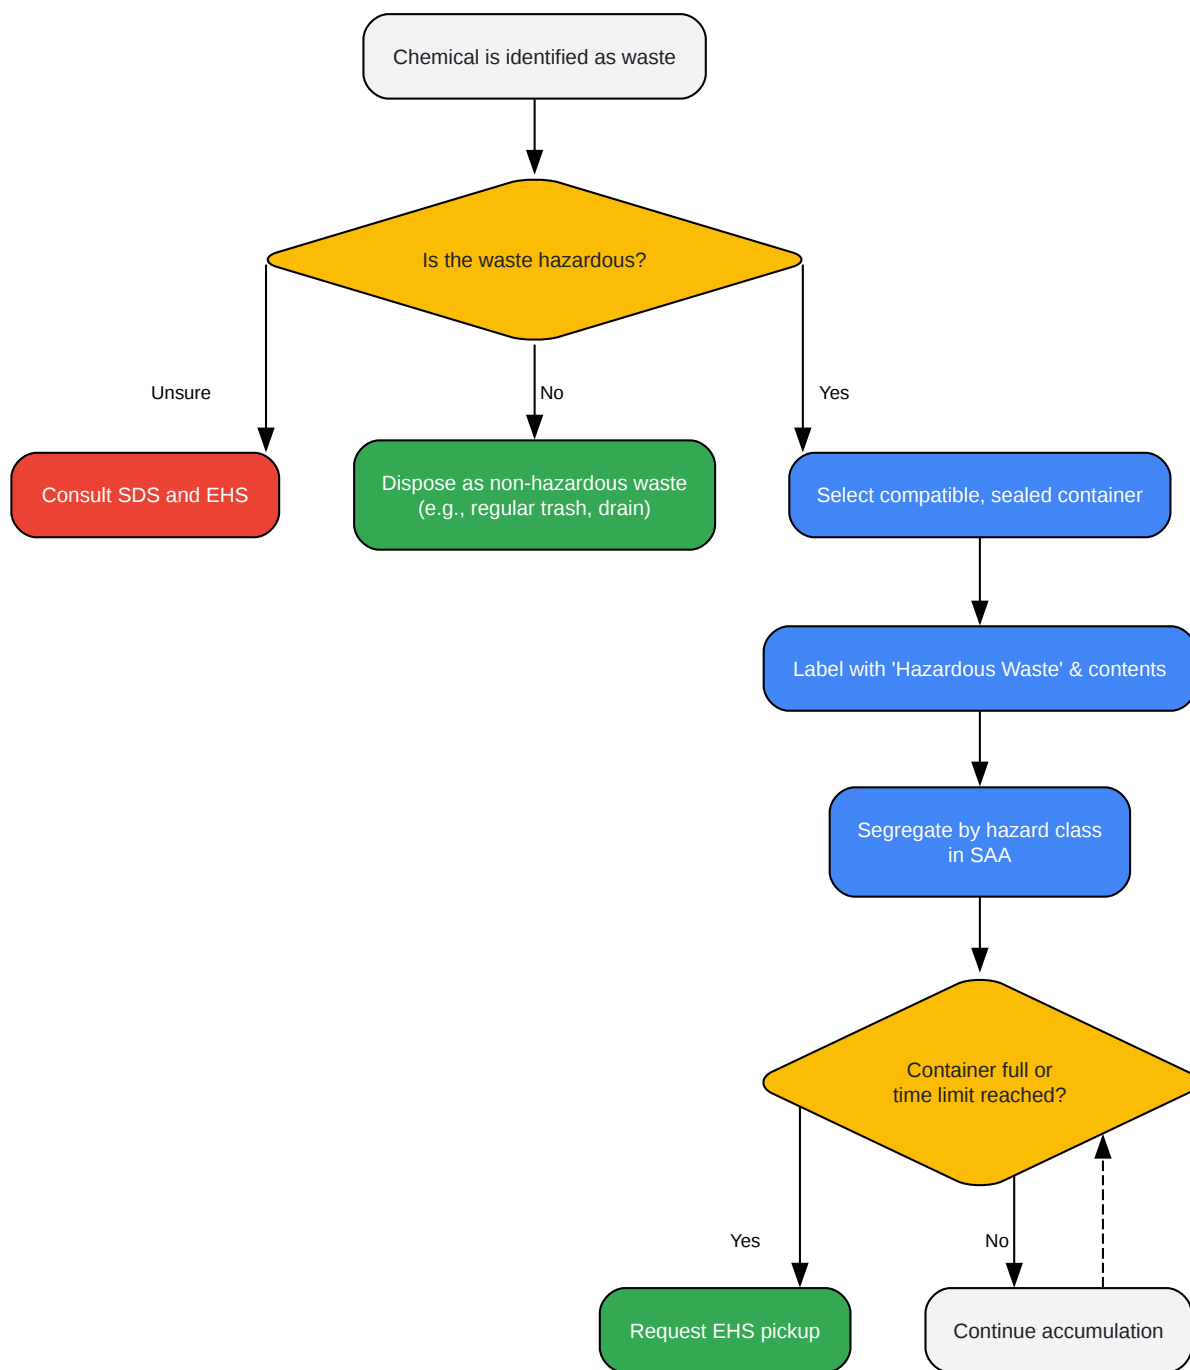 Chemical is identified as waste
Is the waste hazardous?
Unsure
No
Yes
Consult SDS and EHS
Dispose as non-hazardous waste
(e.g., regular trash, drain)
Select compatible, sealed container
Label with 'Hazardous Waste' & contents
Segregate by hazard class
in SAA
Container full or
time limit reached?
Yes
No
Request EHS pickup
Continue accumulation